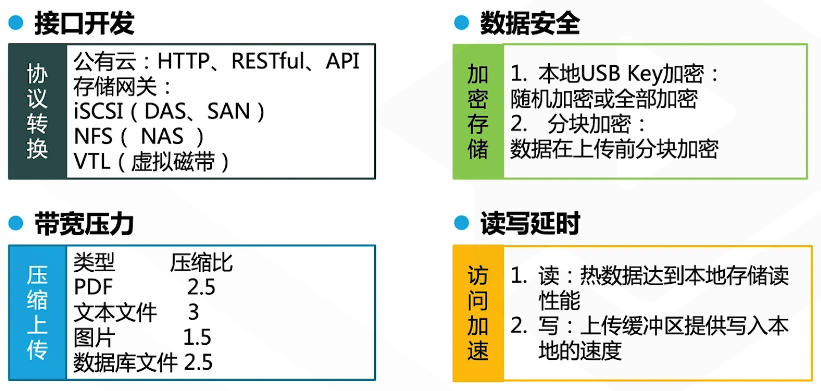 接口开发
协议转换
公有云：HTTP、RESTful、API
存储网关：
iSCSI（DAS、SAN）
NFS（ NAS ）
VTL（虚拟磁带）
数据安全
加密存储
1. 本地USB Key加密：
随机加密或全部加密
2. 分块加密：
数据在上传前分块加密
带宽压力
压缩上传
类型 压缩比
PDF 2.5
文本文件 3
图片 1.5
数据库文件 2.5
读写延时
访问加速
1. 读：热数据达到本地存储读
性能
2. 写：上传缓冲区提供写入本
地的速度